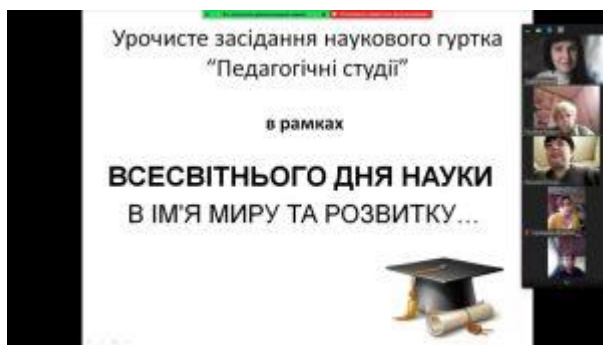 Урочисте засідання наукового гуртка
“Педагогічні студії”
в рамках
ВСЕСВІТНЬОГО ДНЯ НАУКИ
В ІМ'Я МИРУ ТА РОЗВИТКУ…